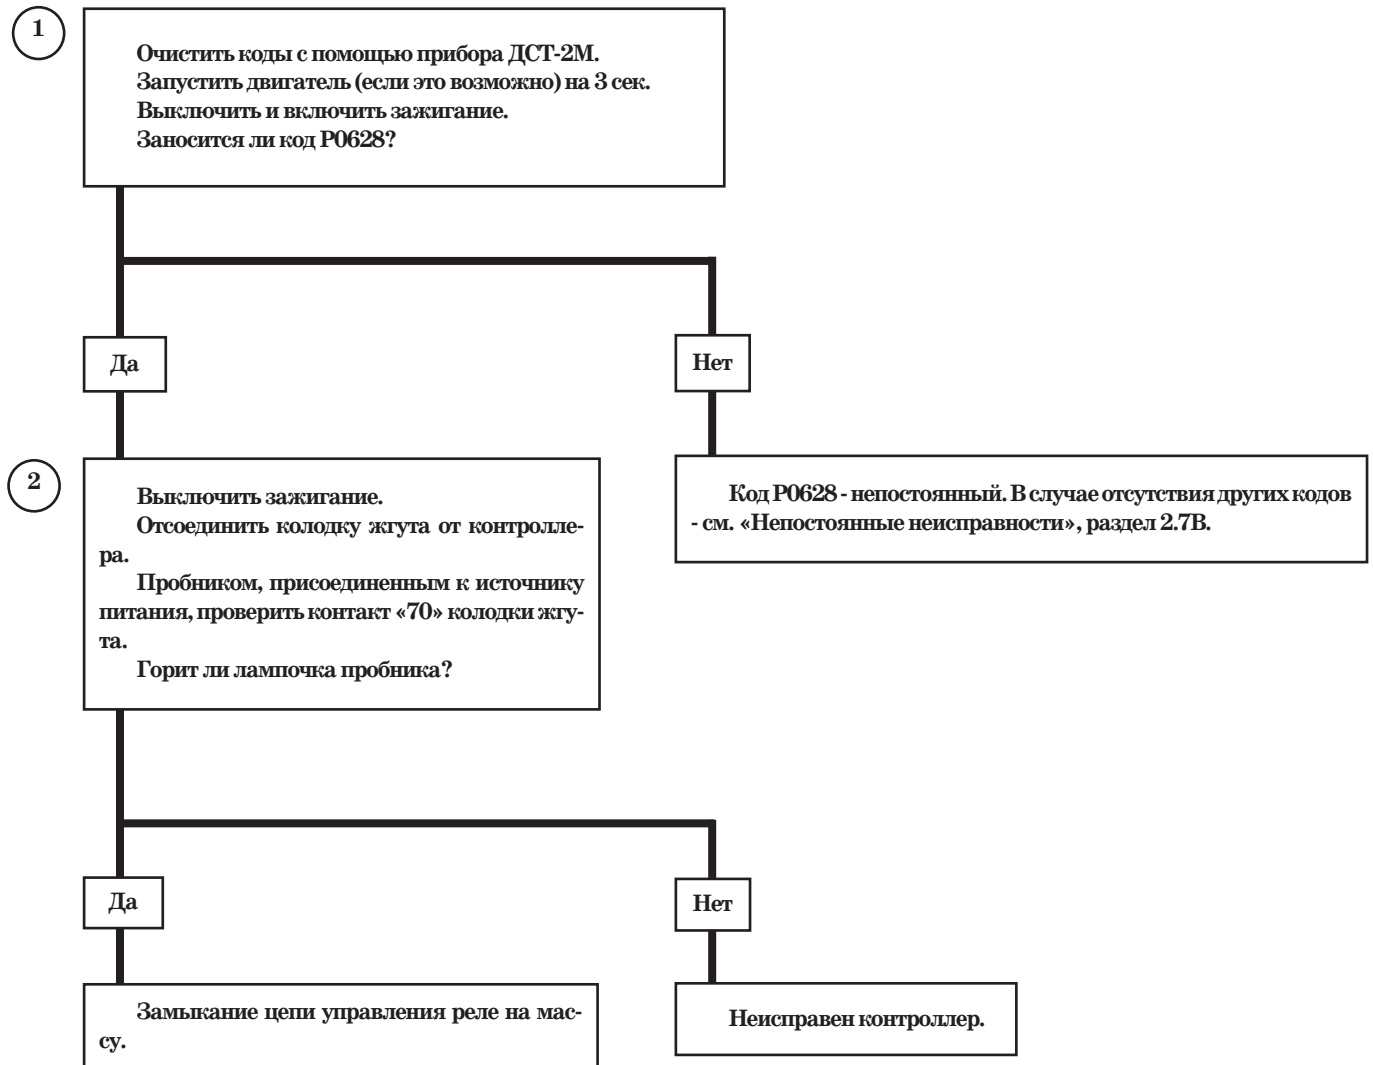 1
Очистить коды с помощью прибора ДСТ-2М.
Запустить двигатель (если это возможно) на 3 сек.
Выключить и включить зажигание.
Заносится ли код Р0628?
Да
Нет
2
Выключить зажигание.
Отсоединить колодку жгута от контролле-
ра.
Пробником, присоединенным к источнику
питания, проверить контакт «70» колодки жгу-
та.
Горит ли лампочка пробника?
Код Р0628 - непостоянный. В случае отсутствия других кодов
- см. «Непостоянные неисправности», раздел 2.7В.
Да
Нет
Замыкание цепи управления реле на мас-
су.
Неисправен контроллер.